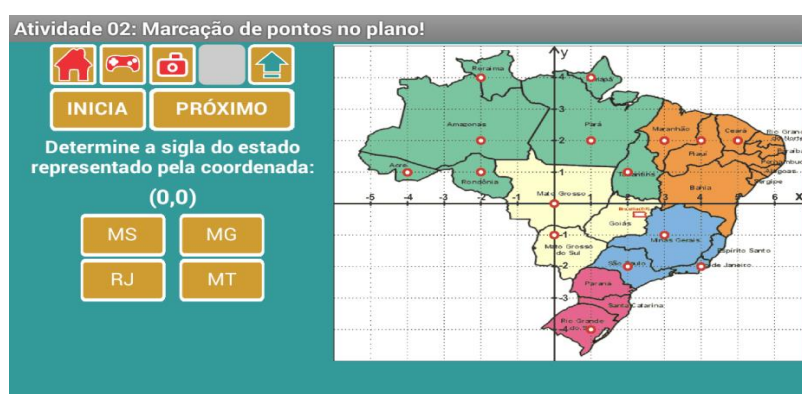 Atividade 02: Marcação de pontos no plano!
INICIA
PRÓXIMO
Determine a sigla do estado
representado pela coordenada:
(0,0)
MS
MG
RJ
MT
y
4
3
2
1
-5
-4
-3
-2
-1
1
2
3
4
5
6
x
-1
-2
-3
-4
Roraima
Amapá
Amazonas
Pará
Maranhão
Ceará
Rio Grande
do Norte
Piauí
Acre
Rondônia
Tocantins
Sergipe
Bahia
Mato Grosso
Goiás
Minas Gerais
Mato Grosso
do Sul
Espírito Santo
São Paulo
de Janeiro
Paraná
Santa Catarina
Rio Grande